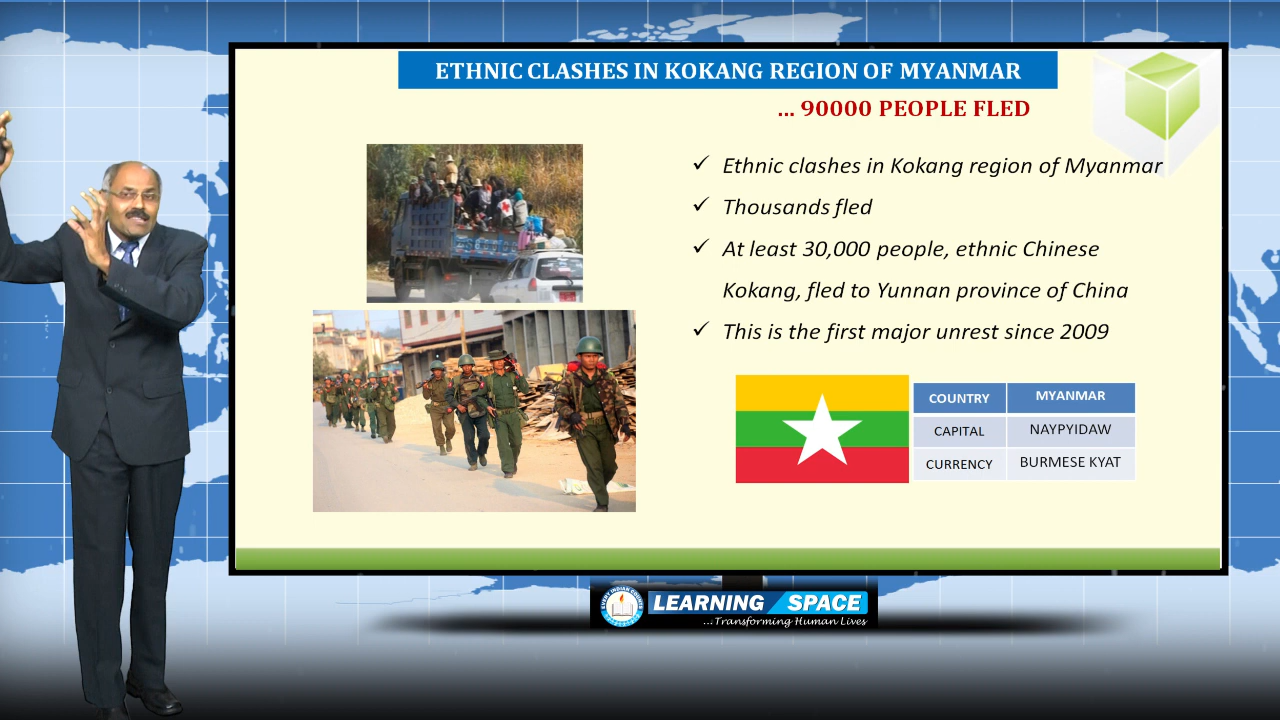 ETHNIC CLASHES IN KOKANG REGION OF MYANMAR
... 90000 PEOPLE FLED
Ethnic clashes in Kokang region of Myanmar
Thousands fled
At least 30,000 people, ethnic Chinese
Kokang, fled to Yunnan province of China
This is the first major unrest since 2009
COUNTRY MYANMAR
CAPITAL NAYPYIDAW
CURRENCY BURMESE KYAT
LEARNING SPACE
...Transforming Human Lives